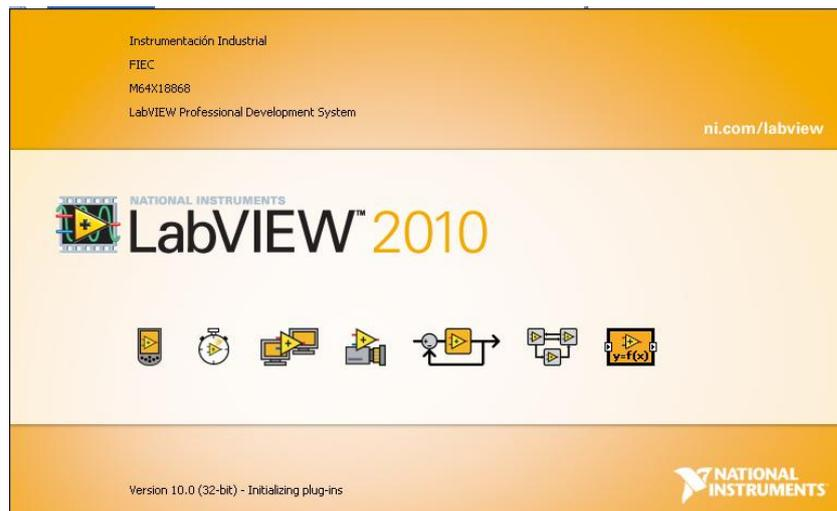 Instrumentación Industrial
FIEC
M64X18868
LabVIEW Professional Development System
ni.com/labview
NATIONAL INSTRUMENTS
LabVIEW™ 2010
y=f(x)
Version 10.0 (32-bit) - Initializing plug-ins
NATIONAL
INSTRUMENTS